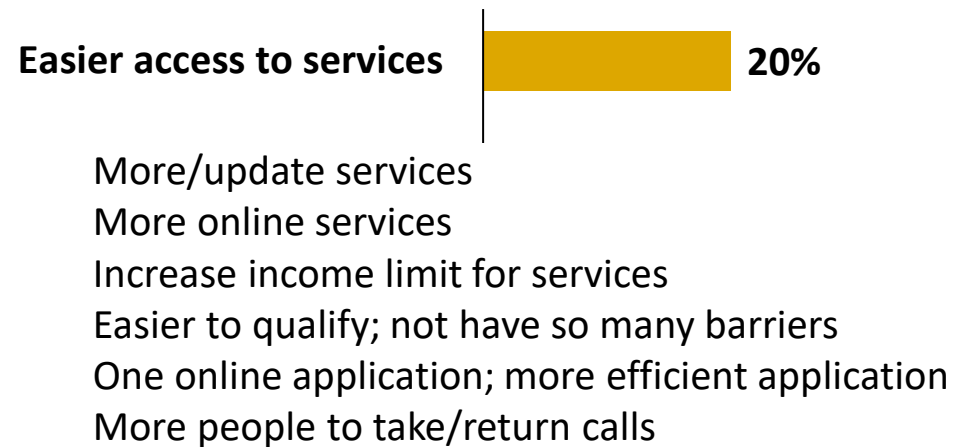 Easier access to services 20%
More/update services
More online services
Increase income limit for services
Easier to qualify; not have so many barriers
One online application; more efficient application
More people to take/return calls